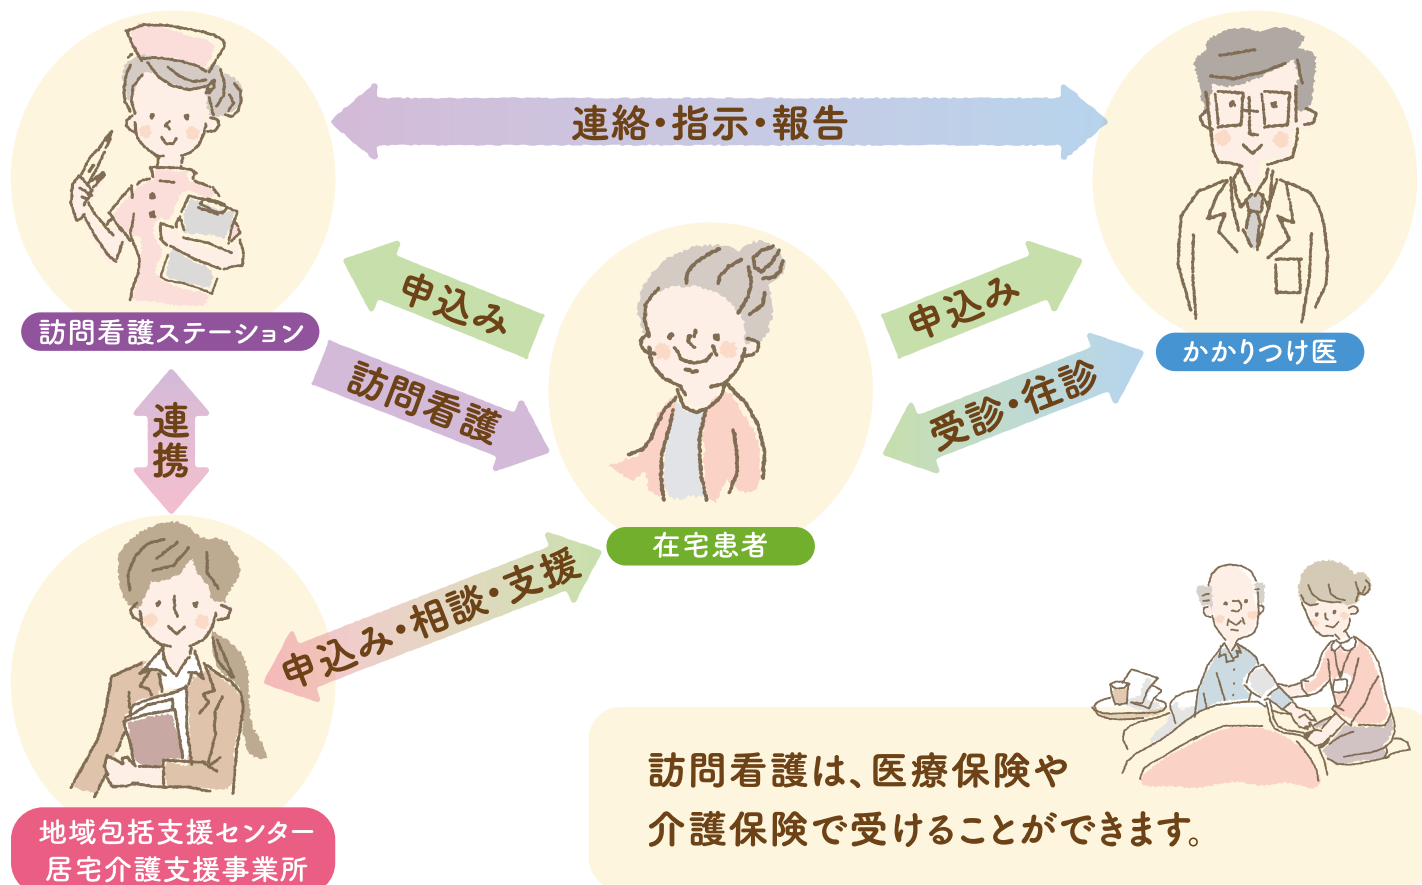 連絡・指示・報告
申込み
申込み
訪問看護ステーション
かかりつけ医
訪問看護
受診・往診
連携
在宅患者
申込み・相談・支援
訪問看護は、医療保険や
介護保険で受けることができます。
地域包括支援センター
居宅介護支援事業所